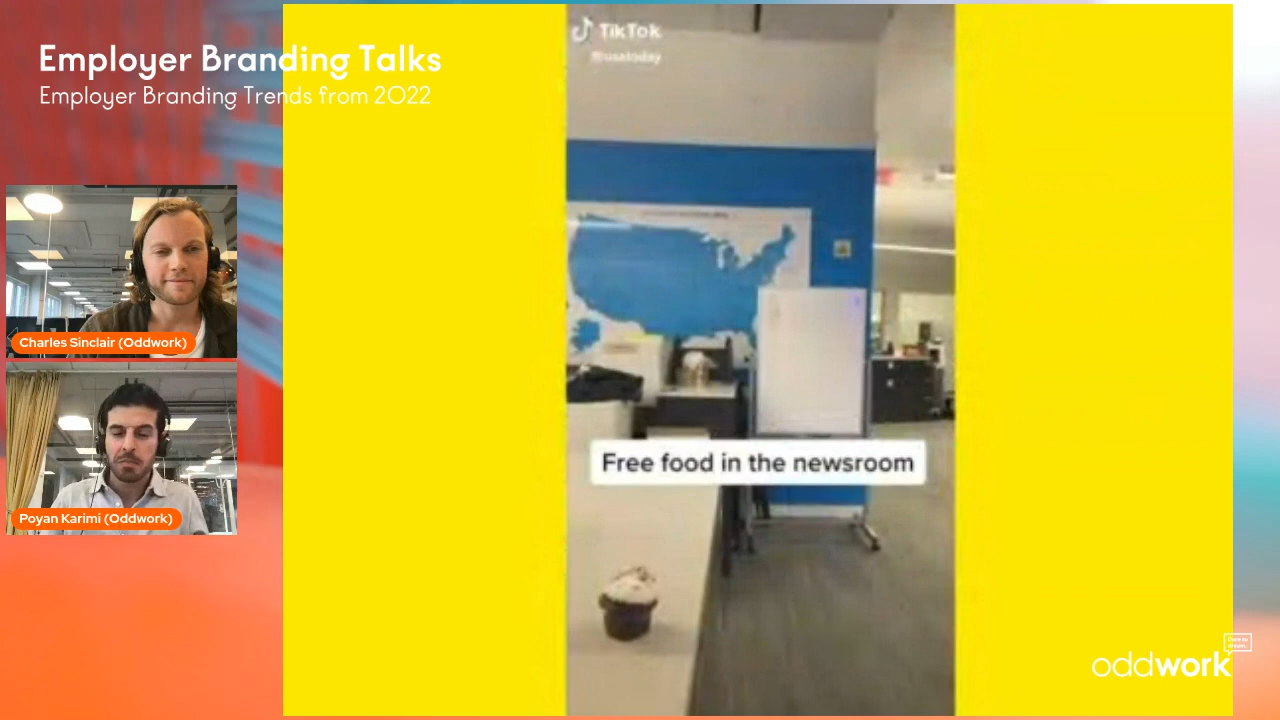 Employer Branding Talks
Employer Branding Trends from 2022
TikTok
@usatoday
Charles Sinclair (Oddwork)
Poyan Karimi (Oddwork)
Free food in the newsroom
oddwork